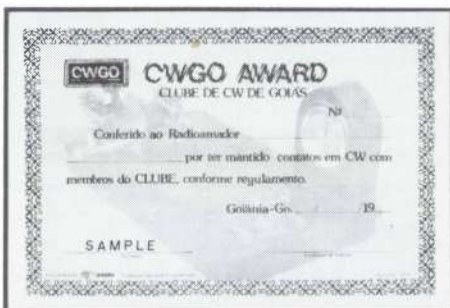 CWGO
CWGO AWARD
CLUBE DE CW DE GOIÁS
Nº
Conferido ao Radioamador
por ter mantido contatos em CW com
membros do CLUBE, conforme regulamento.
Goiânia-Go. / 19
SAMPLE